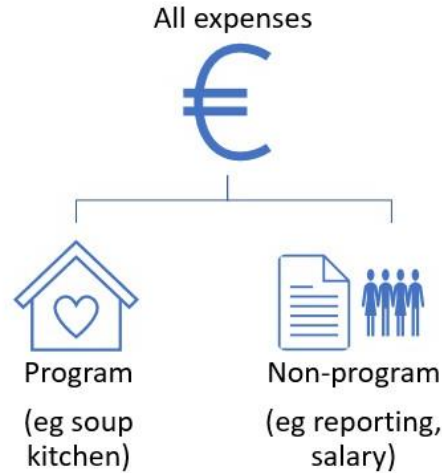 All expenses
€
Program
(eg soup
kitchen)
Non-program
(eg reporting,
salary)